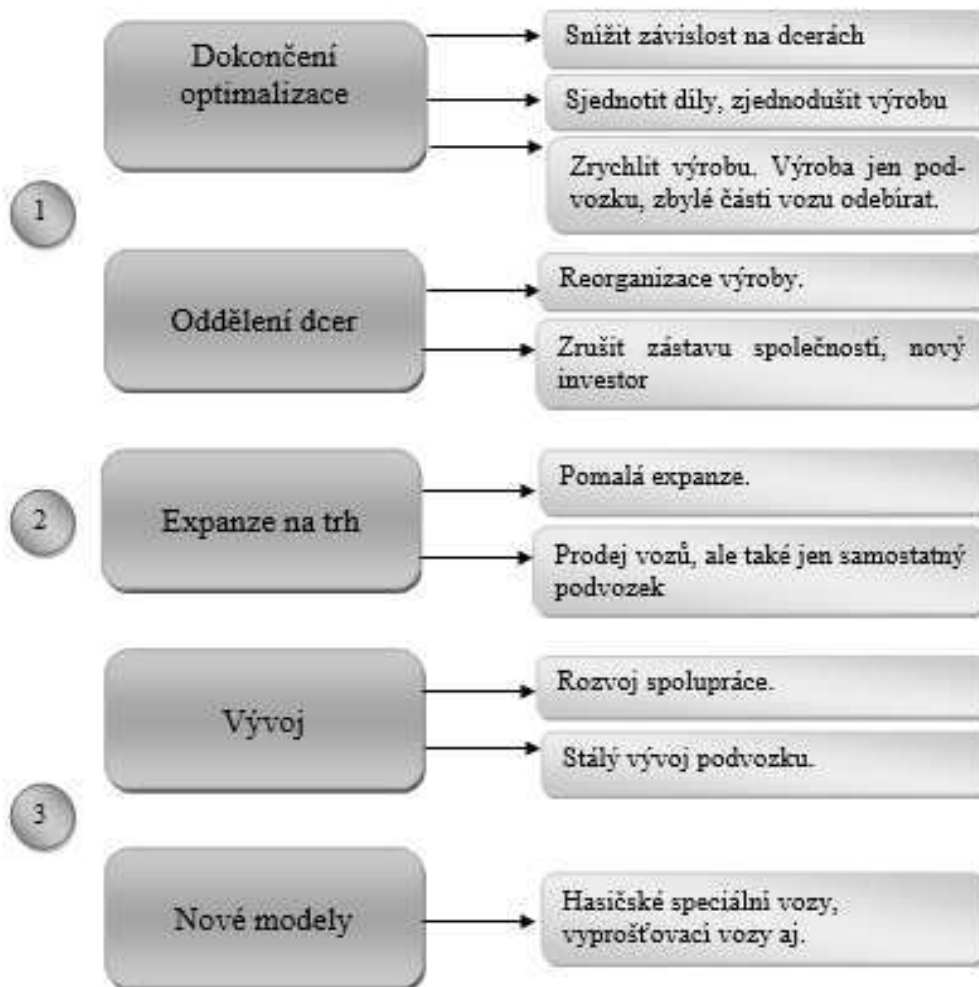 Dokončení
optimalizace
Snížit závislost na dcerách
Sjednotit díly, zjednodušit výrobu
Zrychlit výrobu. Výroba jen pod-
vozku, zbylé části vozu odebírat.
1
Oddělení dcer
Reorganizace výroby.
Zrušit zástavu společnosti, nový
investor
2
Expanze na trh
Pomalá expanze.
Prodej vozů, ale také jen samostatný
podvozek
Vývoj
Rozvoj spolupráce.
Stálý vývoj podvozku.
3
Nové modely
Hasičské speciální vozy,
vyprošťovací vozy aj.